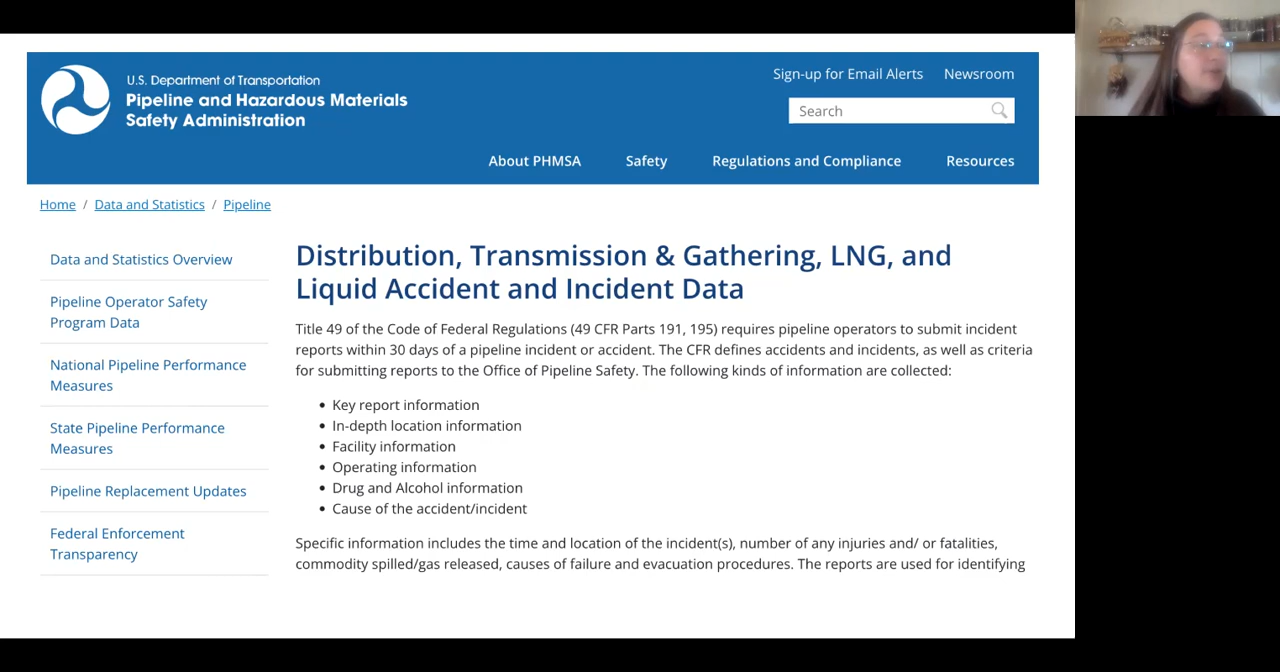 U.S. Department of Transportation
Pipeline and Hazardous Materials
Safety Administration
Sign-up for Email Alerts Newsroom
Search
About PHMSA Safety Regulations and Compliance Resources
Home / Data and Statistics / Pipeline
Data and Statistics Overview
Pipeline Operator Safety
Program Data
National Pipeline Performance
Measures
State Pipeline Performance
Measures
Pipeline Replacement Updates
Federal Enforcement
Transparency
Distribution, Transmission & Gathering, LNG, and
Liquid Accident and Incident Data
Title 49 of the Code of Federal Regulations (49 CFR Parts 191, 195) requires pipeline operators to submit incident
reports within 30 days of a pipeline incident or accident. The CFR defines accidents and incidents, as well as criteria
for submitting reports to the Office of Pipeline Safety. The following kinds of information are collected:
• Key report information
• In-depth location information
• Facility information
• Operating information
• Drug and Alcohol information
• Cause of the accident/incident
Specific information includes the time and location of the incident(s), number of any injuries and/ or fatalities,
commodity spilled/gas released, causes of failure and evacuation procedures. The reports are used for identifying